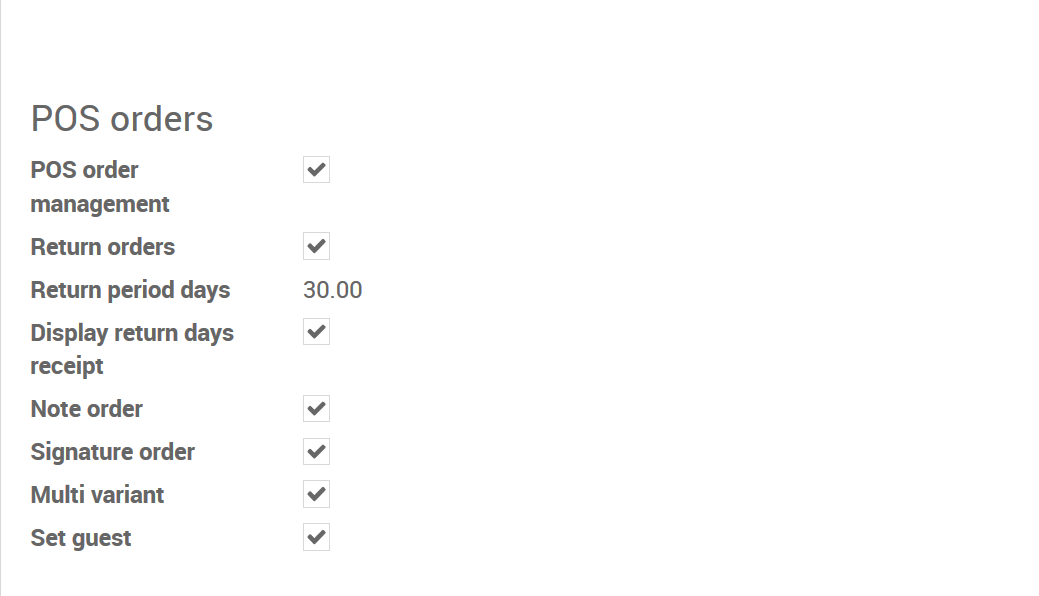 POS orders
POS order
management
Return orders
Return period days 30.00
Display return days
receipt
Note order
Signature order
Multi variant
Set guest